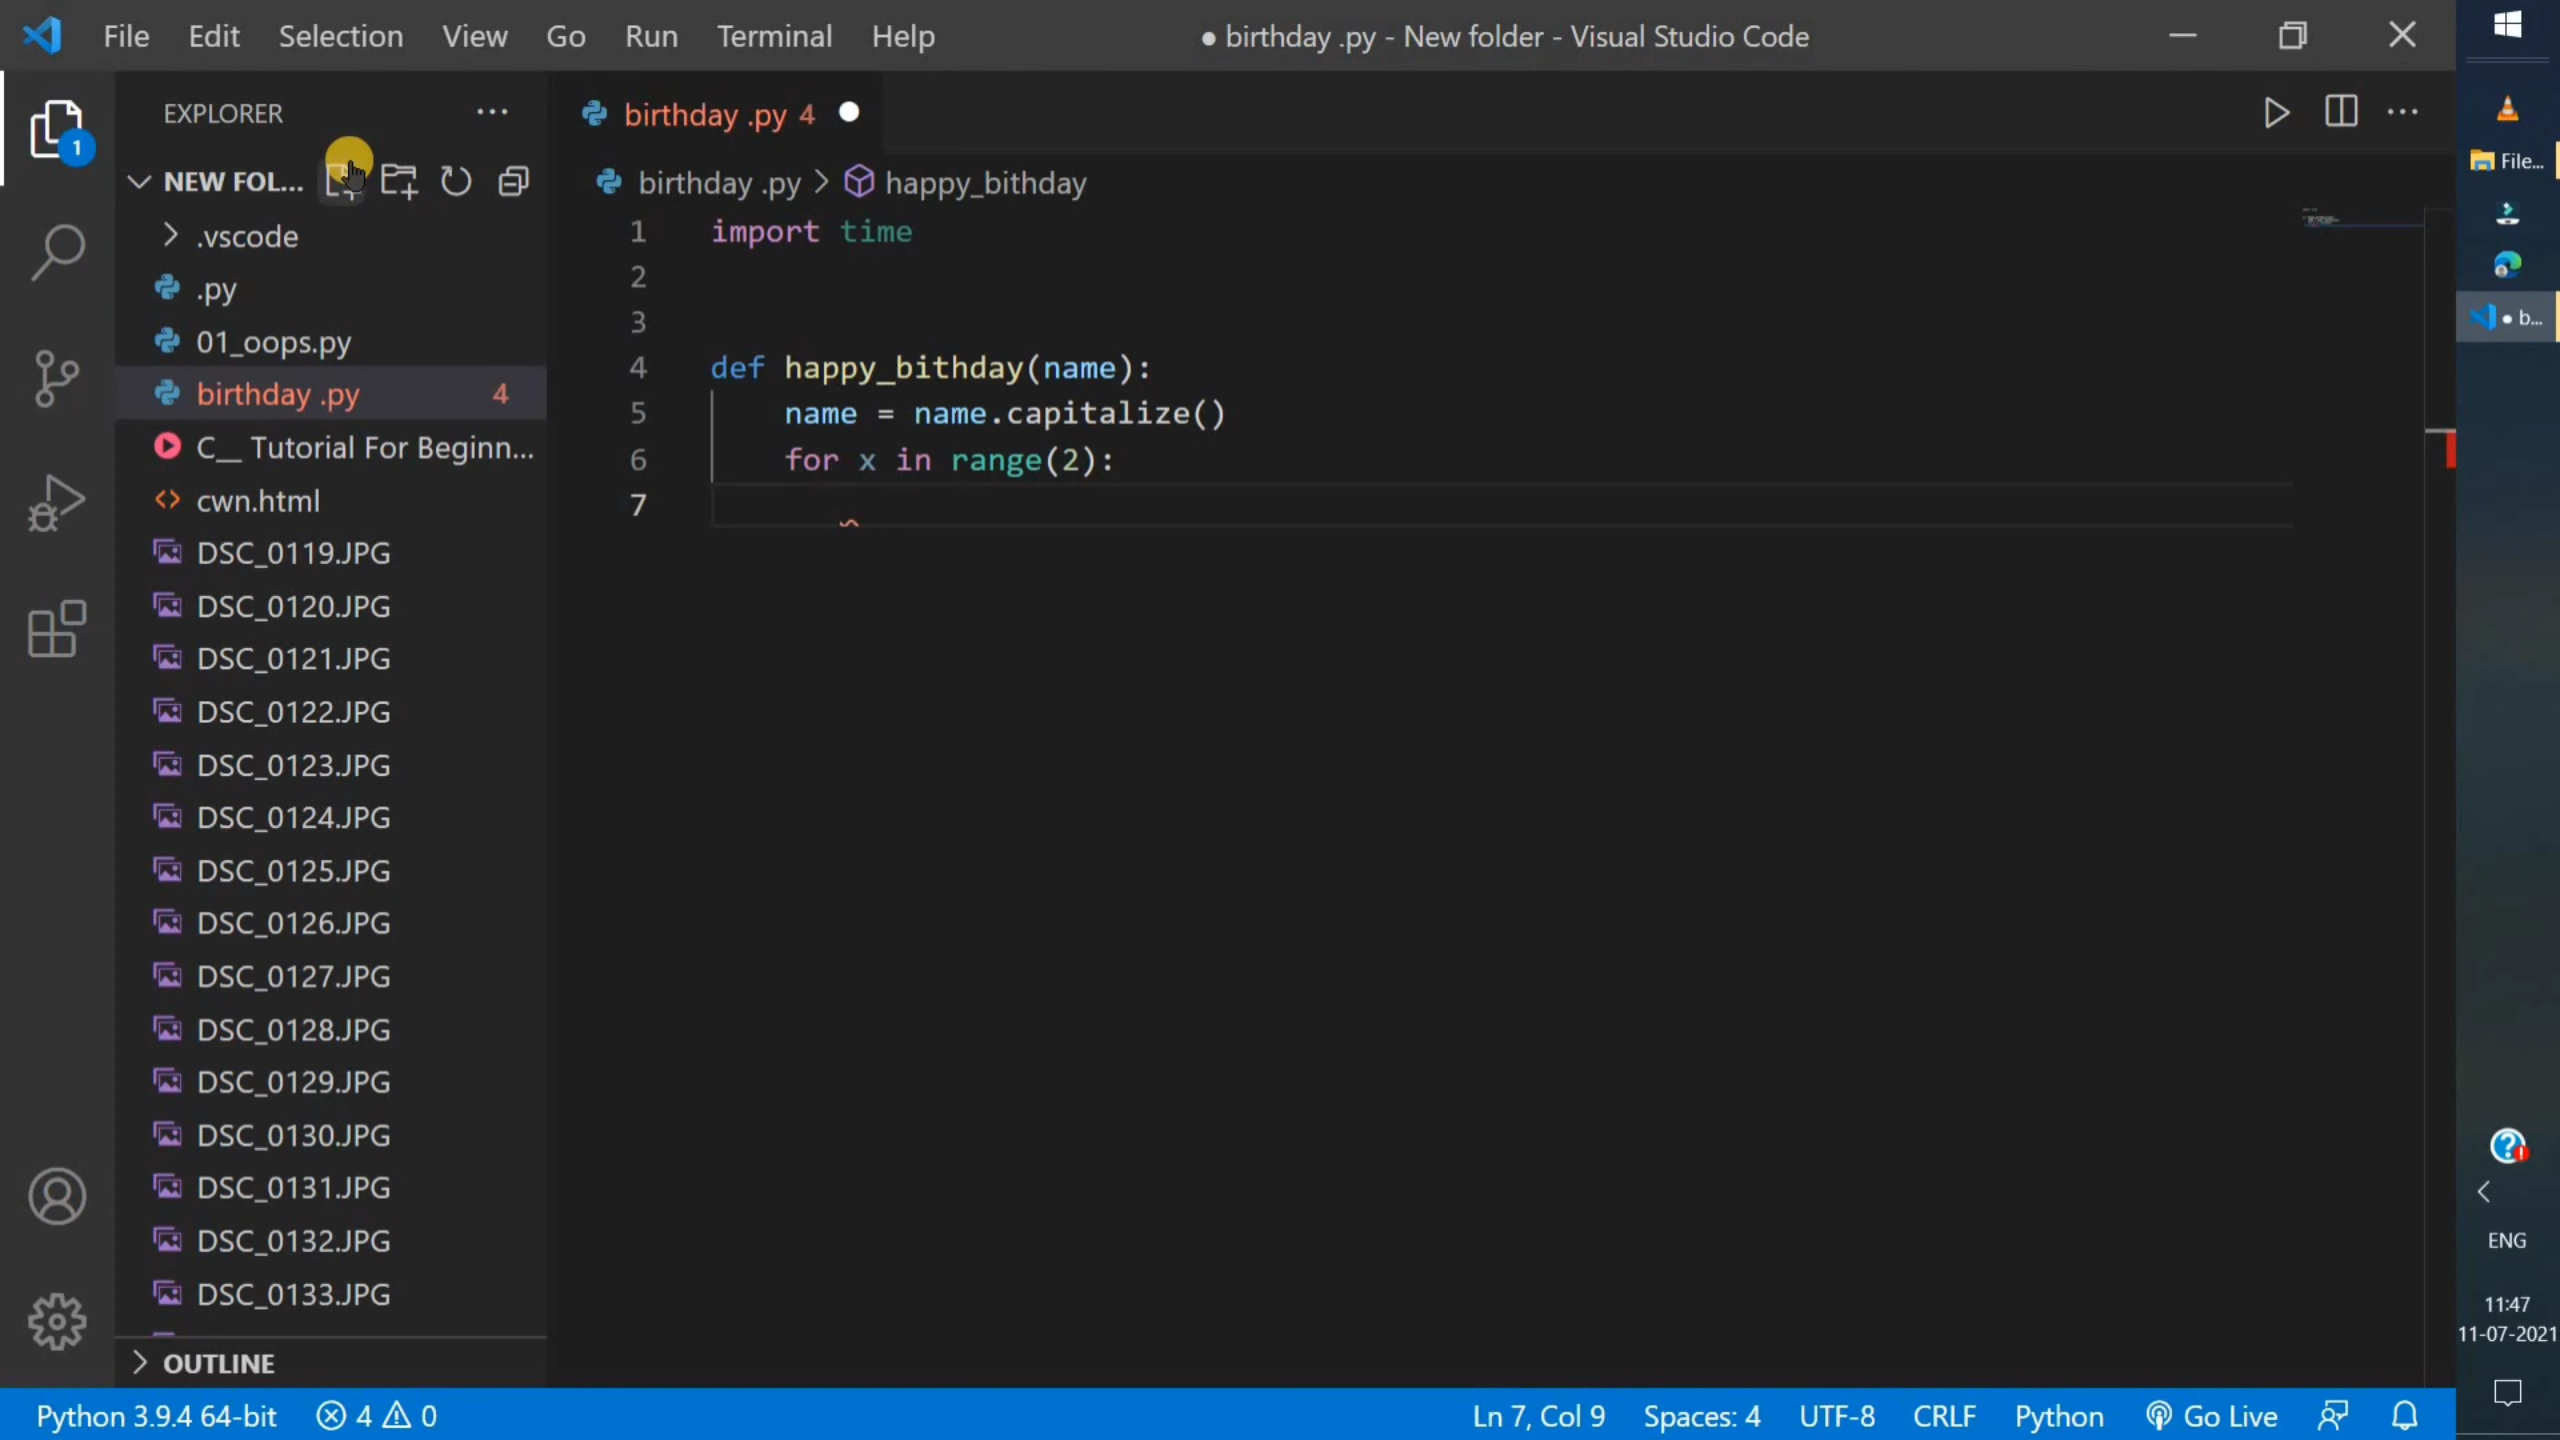 File Edit Selection View Go Run Terminal Help ● birthday .py - New folder - Visual Studio Code
EXPLORER
birthday .py 4
File...
1
NEW FOL...
birthday .py > happy_bithday
.vscode
.py
01_oops.py
birthday .py 4
C__ Tutorial For Beginn...
cwn.html
DSC_0119.JPG
DSC_0120.JPG
DSC_0121.JPG
DSC_0122.JPG
DSC_0123.JPG
DSC_0124.JPG
DSC_0125.JPG
DSC_0126.JPG
DSC_0127.JPG
DSC_0128.JPG
DSC_0129.JPG
DSC_0130.JPG
DSC_0131.JPG
DSC_0132.JPG
DSC_0133.JPG
OUTLINE
1 import time
2
3
4 def happy_bithday(name):
5 name = name.capitalize()
6 for x in range(2):
7
● b...
ENG
11:47
11-07-2021
Python 3.9.4 64-bit 4 0 Ln 7, Col 9 Spaces: 4 UTF-8 CRLF Python Go Live